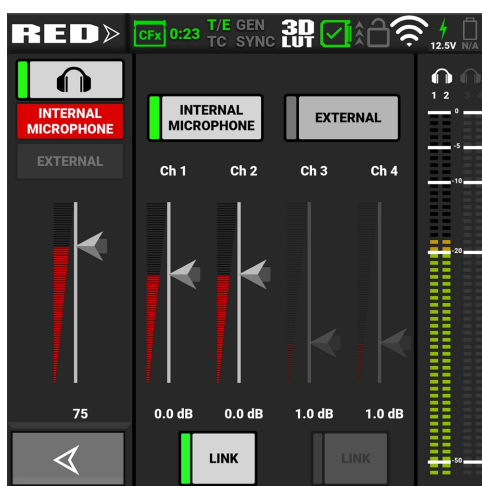 RED
CFx 0:23 T/E GEN 3D
TC SYNC LUT
12.5V N/A
INTERNAL
MICROPHONE
EXTERNAL
INTERNAL
MICROPHONE
EXTERNAL
Ch 1 Ch 2 Ch 3 Ch 4
75 0.0 dB 0.0 dB 1.0 dB 1.0 dB
LINK LINK
1 2
0
-5
-10
-20
-50